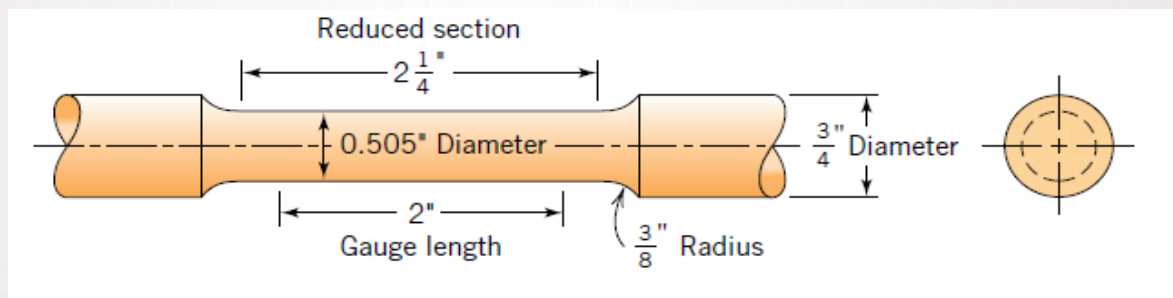 Reduced section
2 1/4"
0.505" Diameter
3/4" Diameter
2"
Gauge length
3/8" Radius